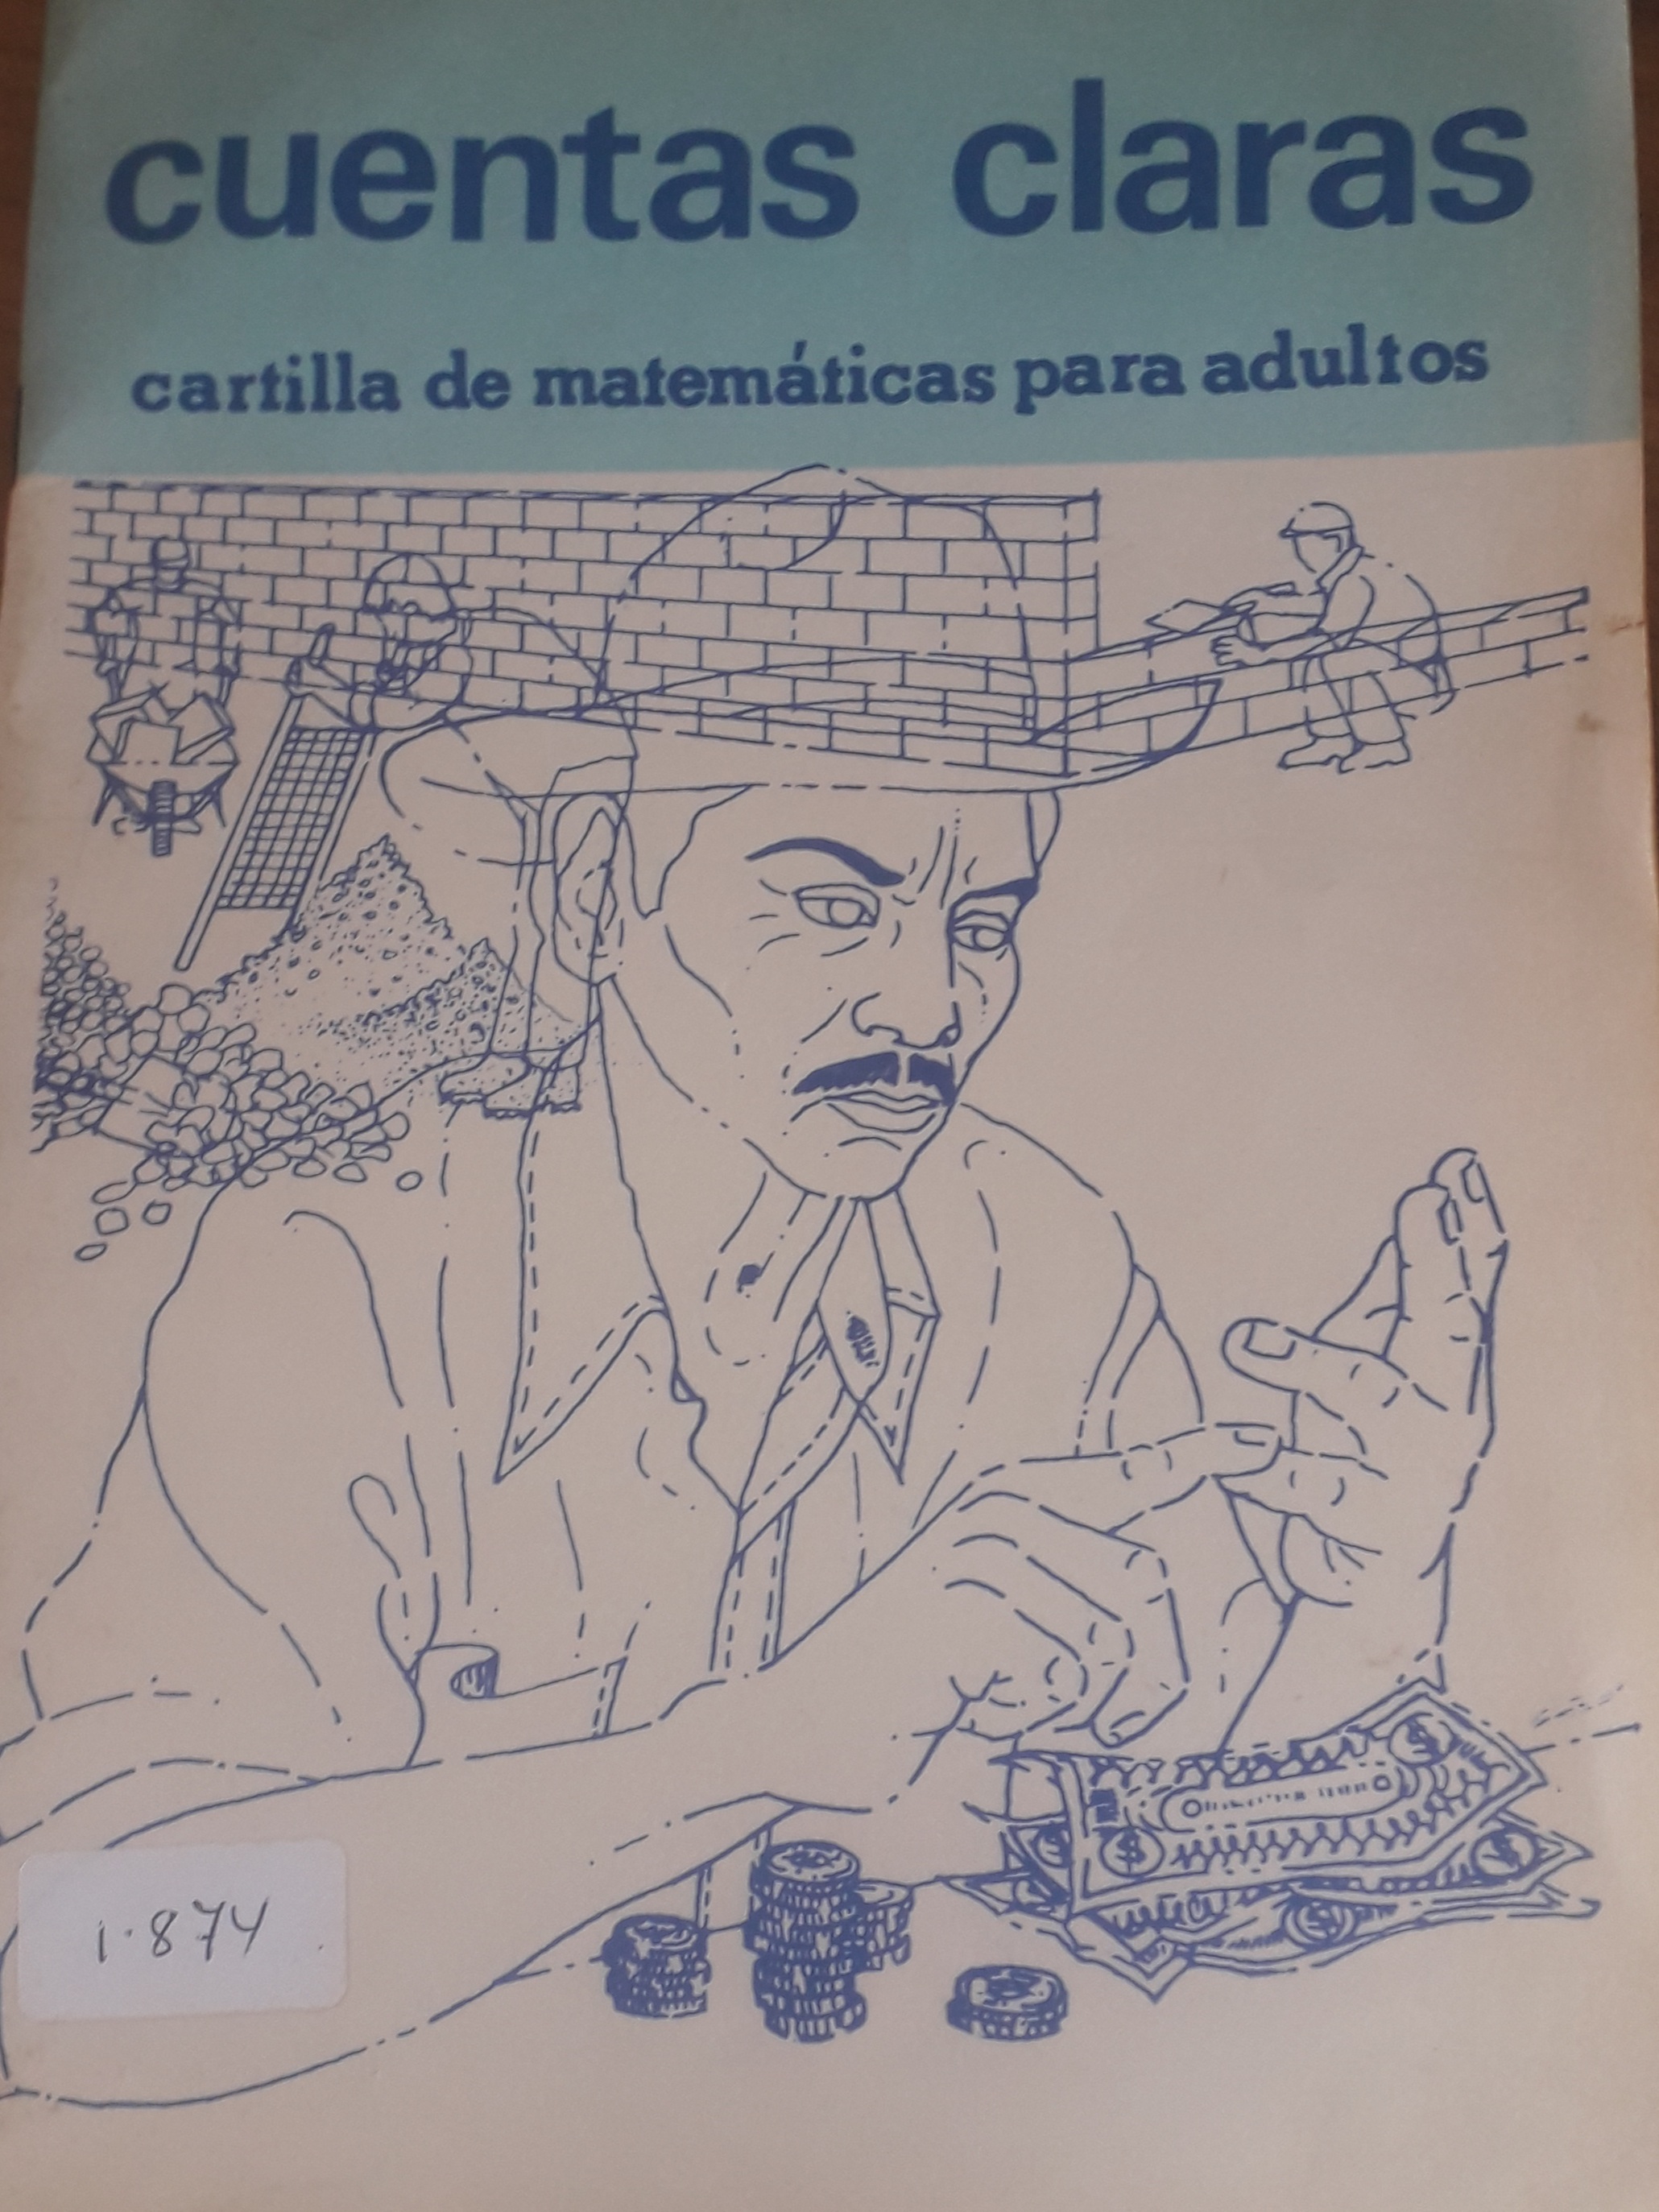 cuentas claras
cartilla de matemáticas para adultos
1.874